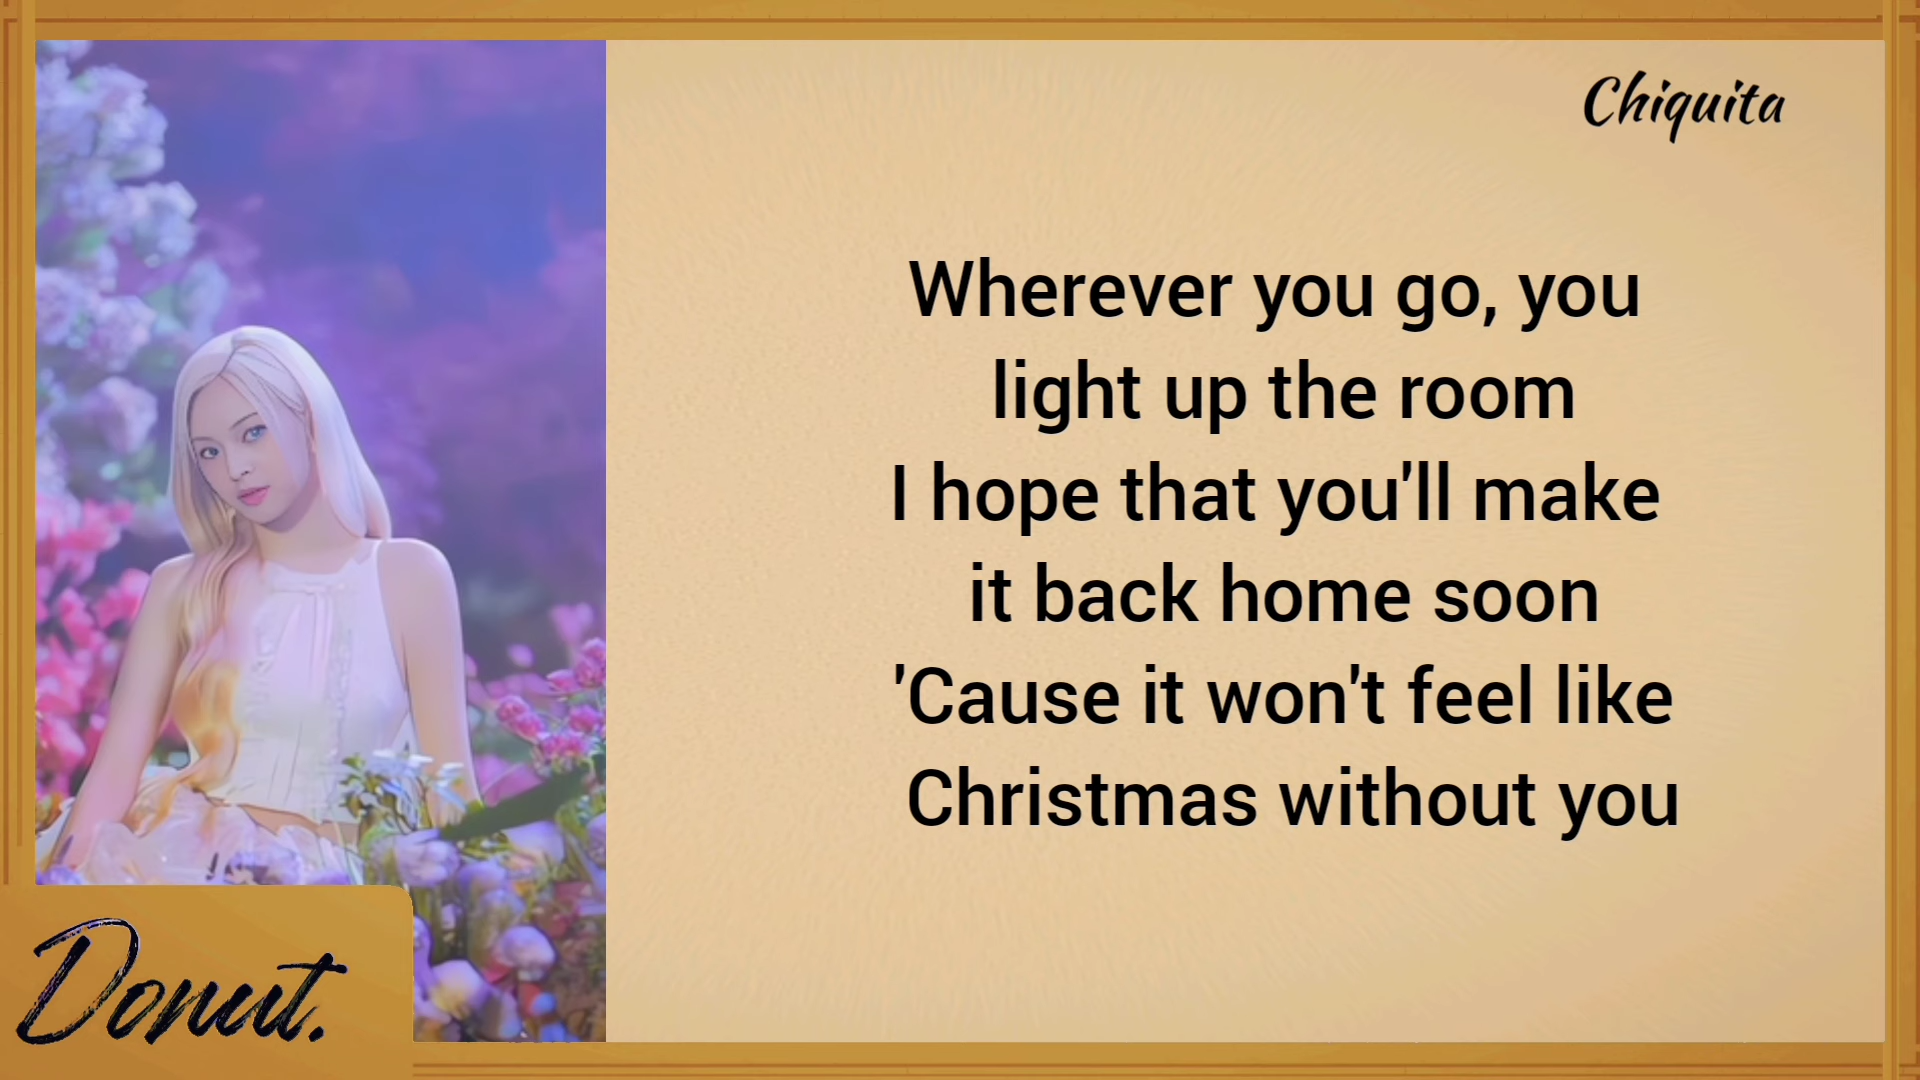 Chiquita
Wherever you go, you
light up the room
I hope that you'll make
it back home soon
'Cause it won't feel like
Christmas without you
Donut.